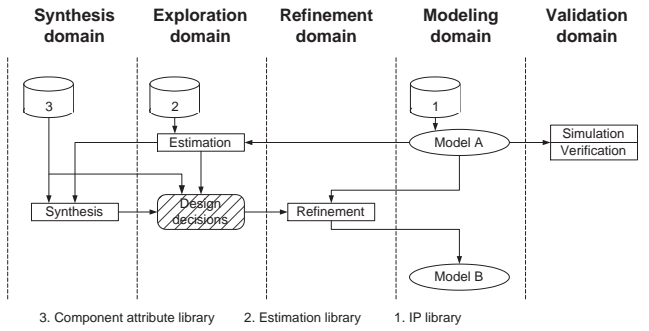 Synthesis domain
Exploration domain
Refinement domain
Modeling domain
Validation domain
3
2
1
Estimation
Model A
Simulation
Verification
Synthesis
Design
decisions
Refinement
Model B
3. Component attribute library
2. Estimation library
1. IP library